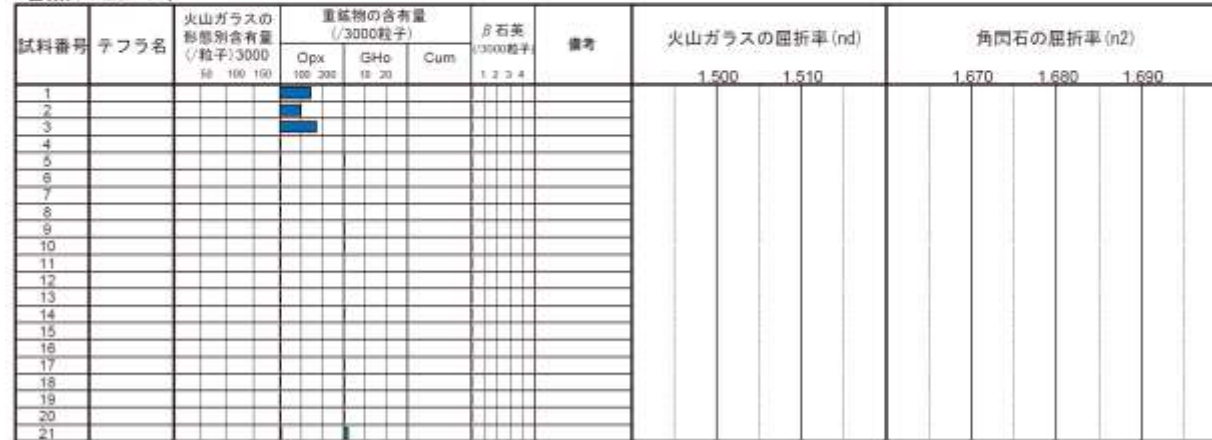 試料番号
テフラ名
火山ガラスの
形態別含有量
(/粒子)3000
50 100 150
重鉱物の含有量
(/3000粒子)
Opx GHo Cum
100 200 10 20
β石英
(/3000粒子)
1 2 3 4
備考
火山ガラスの屈折率(nd)
1.500 1.510
角閃石の屈折率(n2)
1.670 1.680 1.690
1
2
3
4
5
6
7
8
9
10
11
12
13
14
15
16
17
18
19
20
21